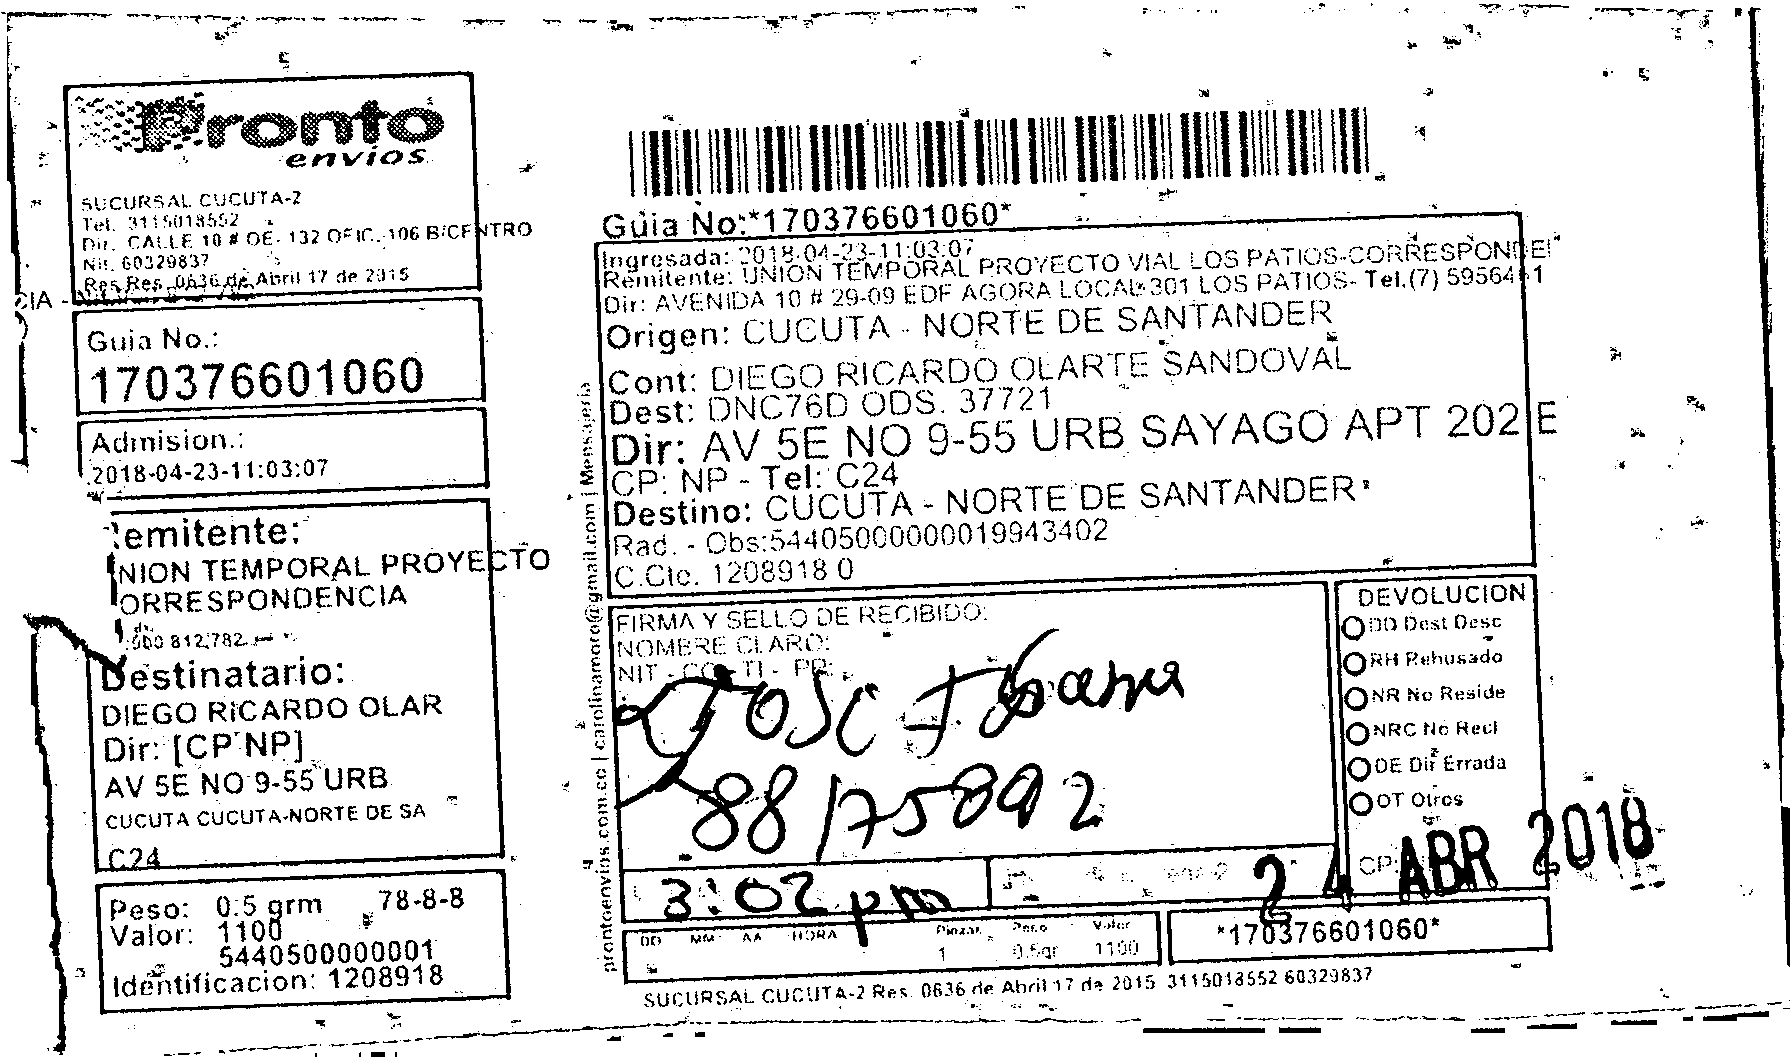 Pronto
envios
SUCURSAL CUCUTA-2
Tel. 3115018552
Dir. CALLE 10 # OE- 132 OFIC. 106 B/CENTRO
Nit. 60329837
Res.Res. 0636 de Abril 17 de 2015
CIA -
Guia No.:
170376601060
Admision.:
2018-04-23-11:03:07
emitente:
NION TEMPORAL PROYECTO
ORRESPONDENCIA
812,782
Destinatario:
DIEGO RICARDO OLAR
Dir: [CP NP]
AV 5E NO 9-55 URB
CUCUTA CUCUTA-NORTE DE SA
C24
Peso: 0.5 grm 78-8-8
Valor: 1100
5440500000001
Identificacion: 1208918
Guia No:*170376601060*
Ingresada: 2018-04-23-11:03:07
Remitente: UNION TEMPORAL PROYECTO VIAL LOS PATIOS-CORRESPONDE
Dir: AVENIDA 10 # 29-09 EDF AGORA LOCAL 301 LOS PATIOS- Tel.(7) 5956461
Origen: CUCUTA - NORTE DE SANTANDER
Cont: DIEGO RICARDO OLARTE SANDOVAL
Dest: DNC76D ODS. 37721
Dir: AV 5E NO 9-55 URB SAYAGO APT 202 E
CP: NP - Tel: C24
Destino: CUCUTA - NORTE DE SANTANDER
Rad. - Obs:54405000000019943402
C.Cto. 1208918 0
prontoenvios.com.co | carolinamoro@gmail.com | Mensajeria
FIRMA Y SELLO DE RECIBIDO:
NOMBRE CLARO:
NIT - CC - TI - PP:
Jose
88175892
3:02 pm
DEVOLUCION
DD Dest Desc
RH Rehusado
NR No Reside
NRC No Recl
DE Dir Errada
OT Otros
CP:
24 ABR 2018
DD MM AA HORA
Piezas Peso Valor
1 0.5gr 1100
*170376601060*
SUCURSAL CUCUTA-2 Res. 0636 de Abril 17 de 2015 3115018552 60329837